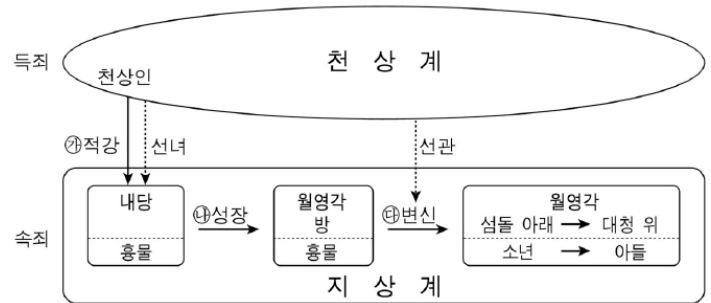 득죄
천 상 계
천상인
㉮적강
선녀
선관
속죄
내당
흉물
㉯성장
월영각
방
흉물
㉰변신
월영각
섬돌 아래 → 대청 위
소년 → 아들
지 상 계